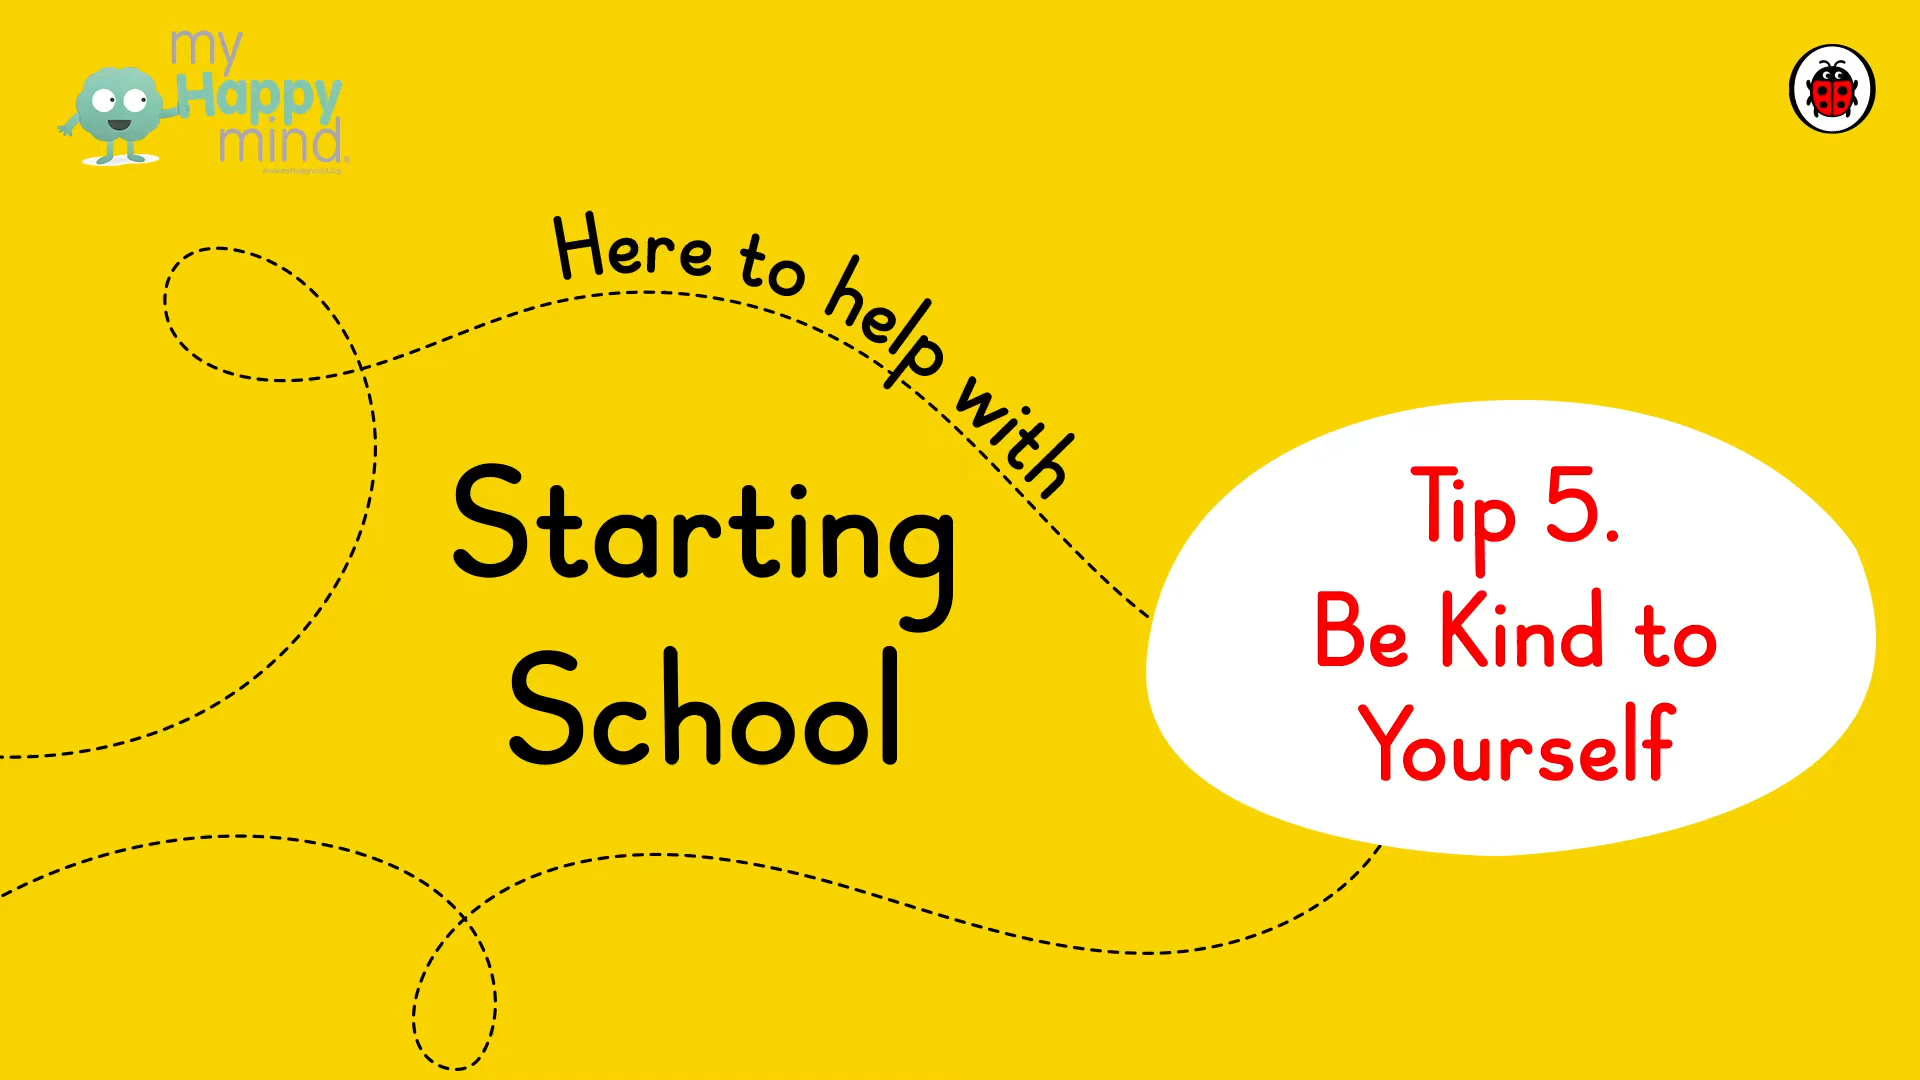 my
Happy
mind
Here to help with
Starting
School
Tip 5.
Be Kind to
Yourself